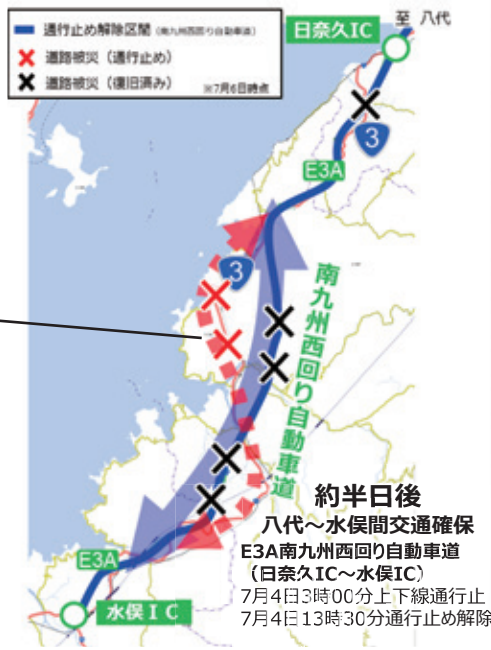 通行止め解除区間 (南九州西回り自動車道)
道路被災（通行止め）
道路被災（復旧済み） ※7月6日時点
日奈久IC
至 八代
3
E3A
3
南九州西回り自動車道
約半日後
八代～水俣間交通確保
E3A南九州西回り自動車道
（日奈久IC～水俣IC）
7月4日3時00分上下線通行止
7月4日13時30分通行止め解除
E3A
水俣IC